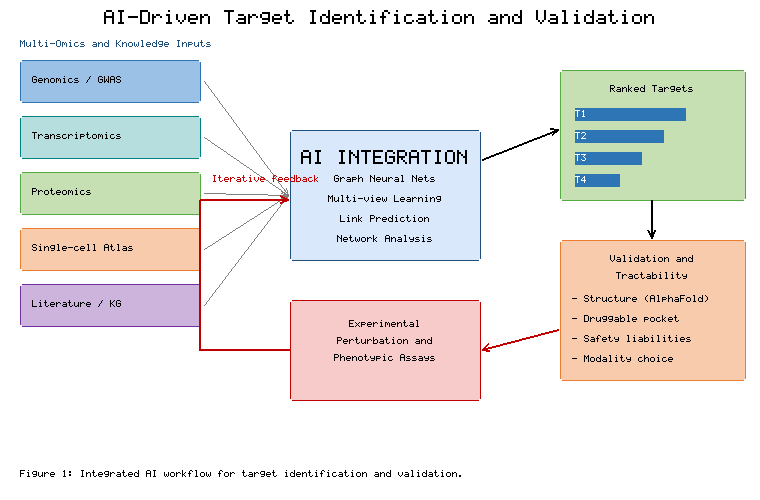 AI-Driven Target Identification and Validation
Multi-Omics and Knowledge Inputs
Genomics / GWAS
Transcriptomics
Proteomics
Single-cell Atlas
Literature / KG
Iterative feedback
AI INTEGRATION
Graph Neural Nets
Multi-view Learning
Link Prediction
Network Analysis
Ranked Targets
T1
T2
T3
T4
Validation and
Tractability
- Structure (AlphaFold)
- Druggable pocket
- Safety liabilities
- Modality choice
Experimental
Perturbation and
Phenotypic Assays
Figure 1: Integrated AI workflow for target identification and validation.